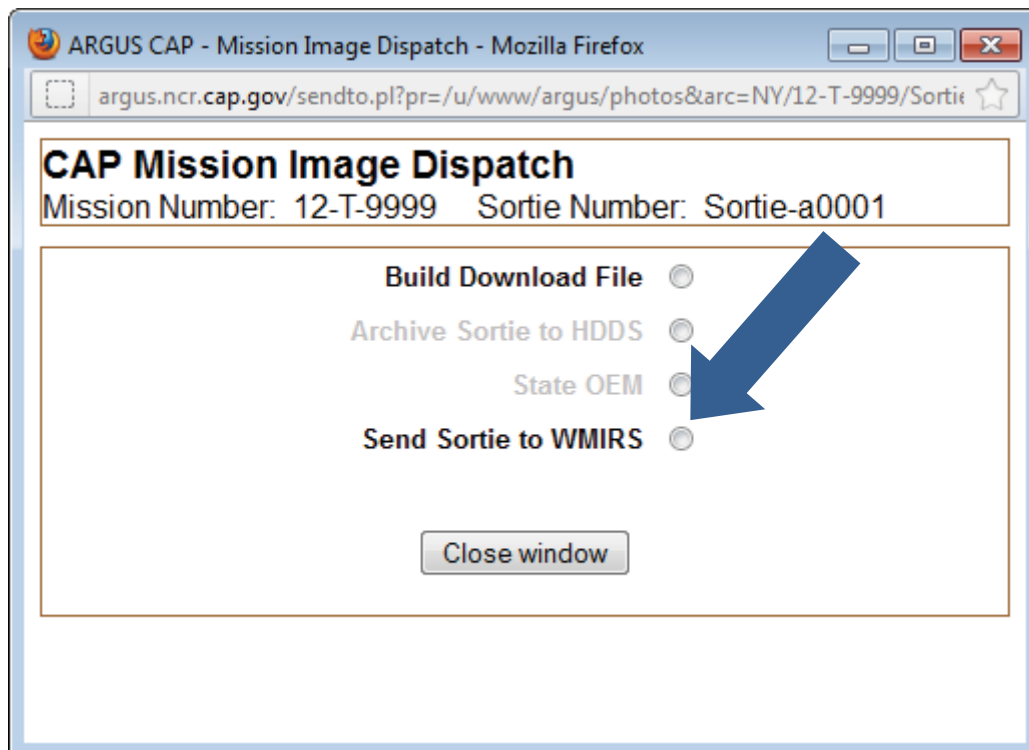 ARGUS CAP - Mission Image Dispatch - Mozilla Firefox
argus.ncr.cap.gov/sendto.pl?pr=/u/www/argus/photos&arc=NY/12-T-9999/Sortie
CAP Mission Image Dispatch
Mission Number: 12-T-9999 Sortie Number: Sortie-a0001
Build Download File
Archive Sortie to HDDS
State OEM
Send Sortie to WMIRS
Close window